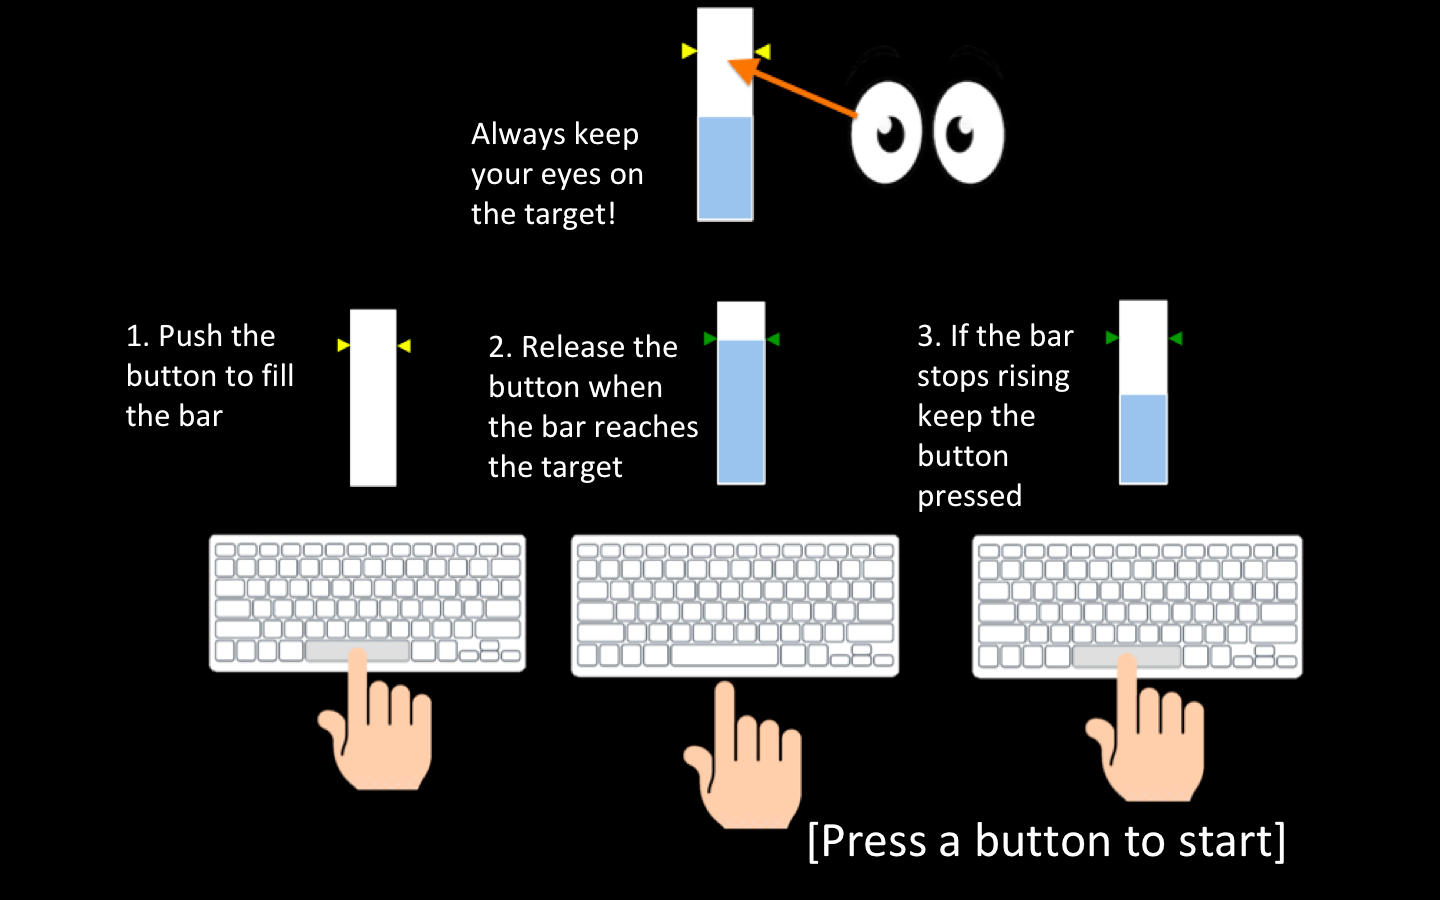 Always keep
your eyes on
the target!
1. Push the
button to fill
the bar
2. Release the
button when
the bar reaches
the target
3. If the bar
stops rising
keep the
button
pressed
[Press a button to start]